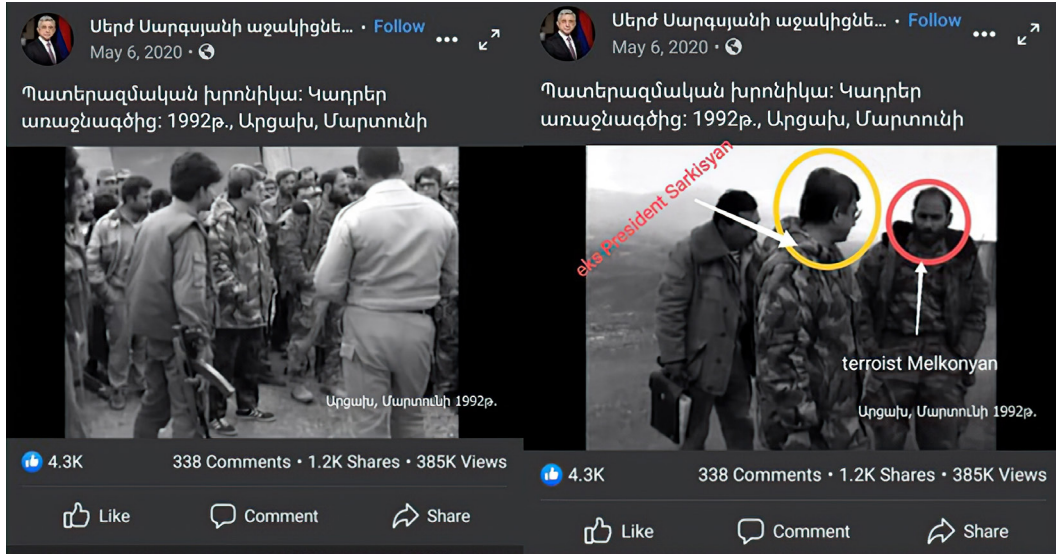 Սերժ Սարգսյանի աջակիցնե... · Follow
May 6, 2020 ·
Պատերազմական խրոնիկա: Կադրեր
առաջնագծից: 1992թ., Արցախ, Մարտունի
Արցախ, Մարտունի 1992թ.
4.3K
338 Comments • 1.2K Shares • 385K Views
Like
Comment
Share
Սերժ Սարգսյանի աջակիցնե... · Follow
May 6, 2020 ·
Պատերազմական խրոնիկա: Կադրեր
առաջնագծից: 1992թ., Արցախ, Մարտունի
eks President Sarkisyan
terroist Melkonyan
Արցախ, Մարտունի 1992թ.
4.3K
338 Comments • 1.2K Shares • 385K Views
Like
Comment
Share